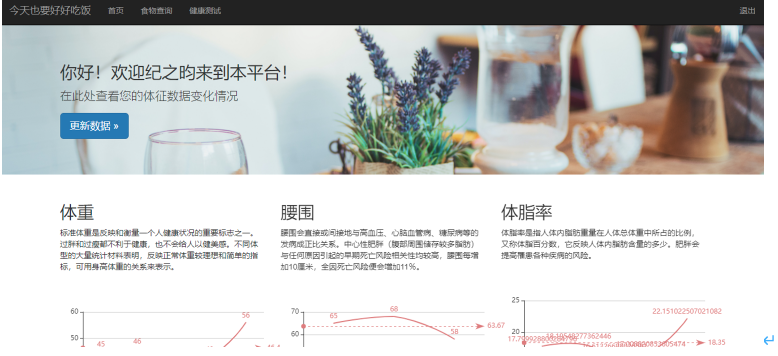 今天也要好好吃饭 首页 食物查询 健康测试 退出
你好！欢迎纪之昀来到本平台！
在此处查看您的体征数据变化情况
更新数据 »
体重
标准体重是反映和衡量一个人健康状况的重要标志之一。
过胖和过瘦都不利于健康，也不会给人以健美感。不同体
型的大量统计材料表明，反映正常体重较理想和简单的指
标，可用身高体重的关系来表示。
腰围
腰围会直接或间接地与高血压、心脑血管病、糖尿病等的
发病成正比关系。中心性肥胖（腹部周围储存较多脂肪）
与任何原因引起的早期死亡风险相关性均较高，腰围每增
加10厘米，全因死亡风险便会增加11%。
体脂率
体脂率是指人体内脂肪重量在人体总体重中所占的比例，
又称体脂百分数，它反映人体内脂肪含量的多少。肥胖会
提高罹患各种疾病的风险。
60
56
50
45
46
70
68
65
63.67
60
58
25
22.151022507021082
20
18.35